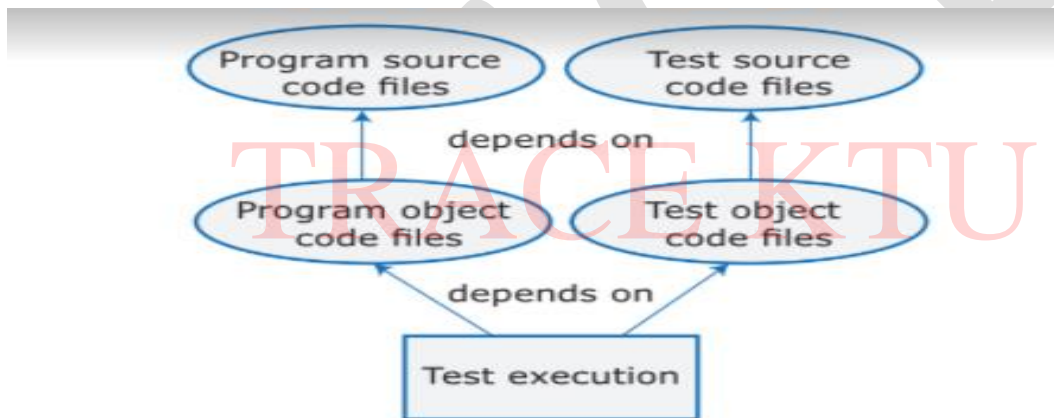 Program source
code files
Test source
code files
depends on
TRACE KTU
Program object
code files
Test object
code files
depends on
Test execution